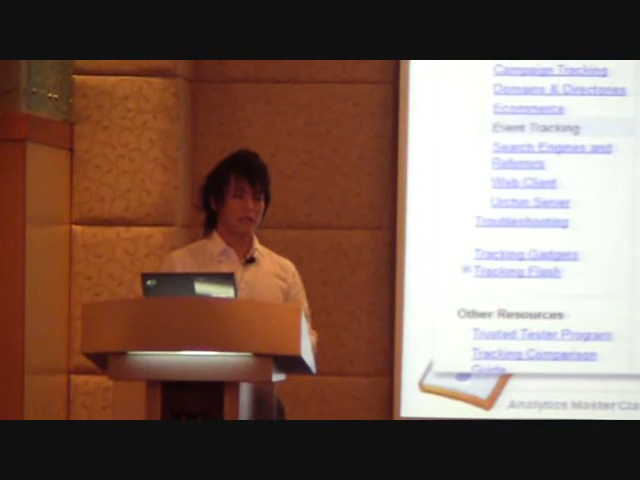 Campaign Tracking
Domains & Directories
Ecommerce
Event Tracking
Search Engines and
Referrers
Web Client
Urchin Server
Troubleshooting
Tracking Gadgets
Tracking Flash
Other Resources
Trusted Tester Program
Tracking Comparison
Guide
Analytics Master Cla